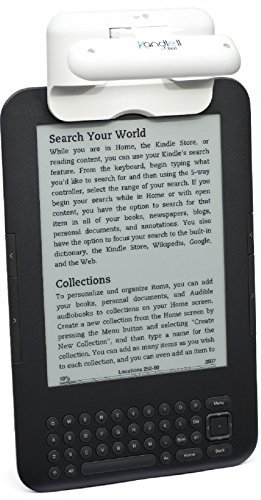 Kandle II
Search Your World
While you are in Home, the Kindle Store, or
reading content, you can use your Kindle's search
feature. From the keyboard, begin typing what
you'd like to search for and then using the 5-way
controller, select the range of your search. If you
begin your search while in Home or with open
content, you have the option to search for that
item in all of your books, newspapers, blogs,
personal documents, and annotations. You also
have the option to focus your search to the built-in
dictionary, the Kindle Store, Wikipedia, Google,
and the Web.
Collections
To personalize and organize items, you can add
your books, personal documents, and Audible
audiobooks to collections on your Home screen.
Create a new collection from the Home screen by
pressing the Menu button and selecting "Create
New Collection", and then type a name for the
collection. You can add as many items as you wish
to each collection, and you can even add an item to
10%
Locations 252-60
2507
Menu
Sym
Home
Back